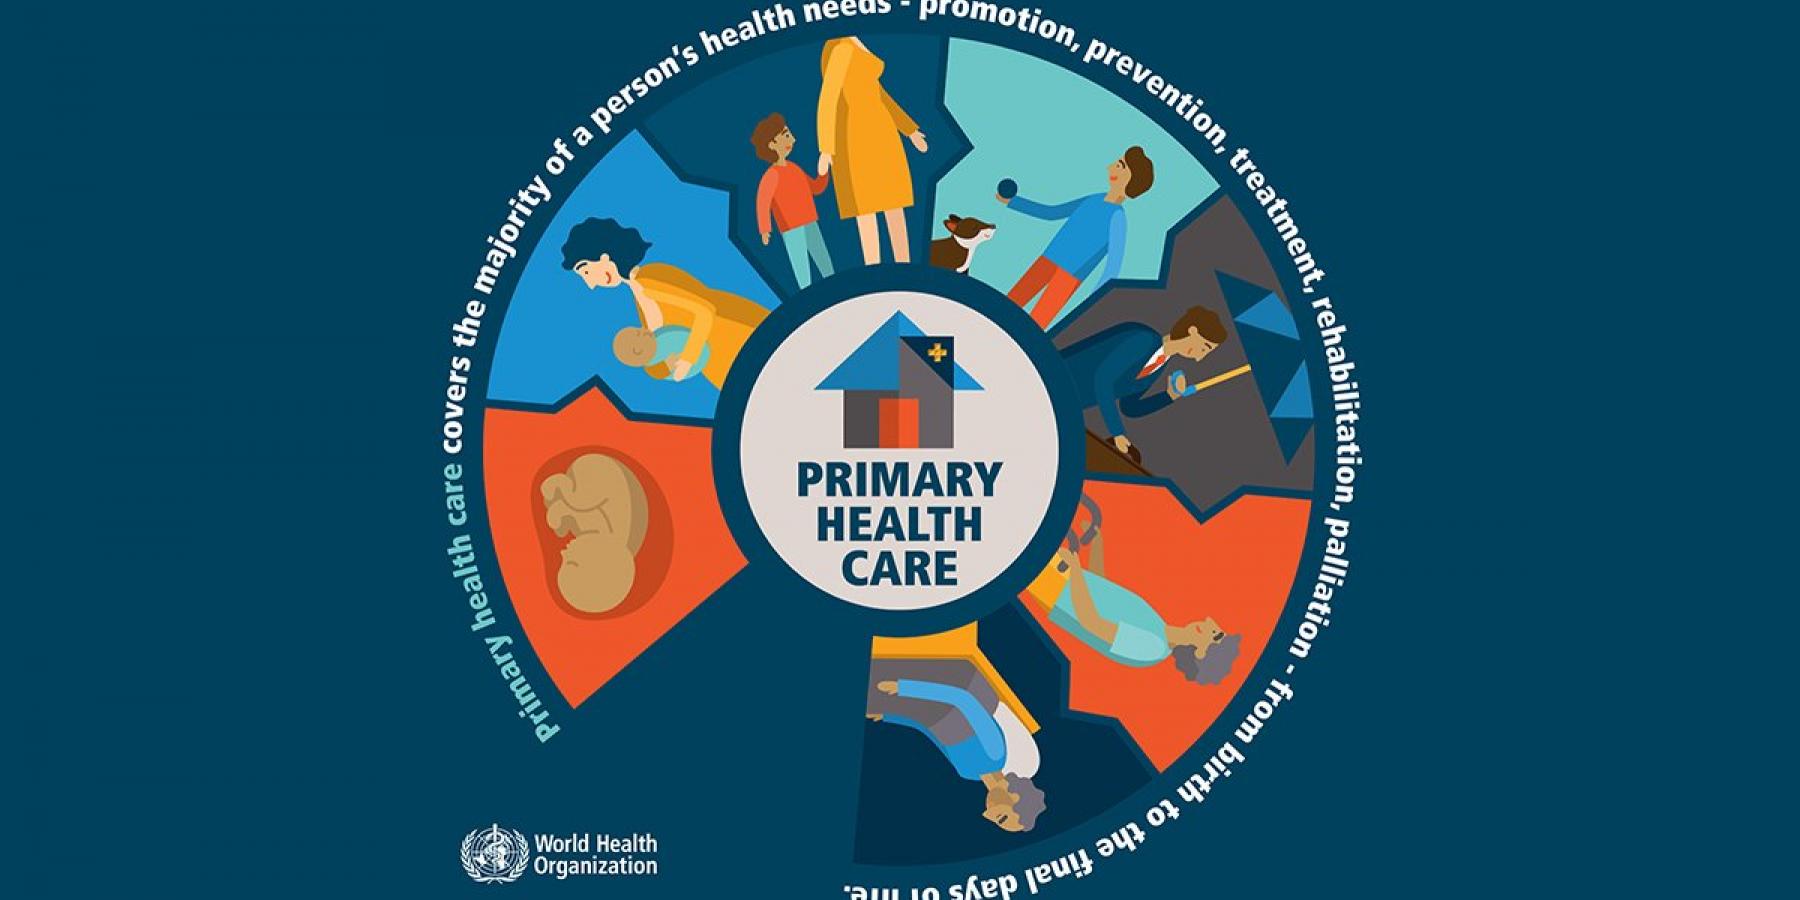 Primary health care covers the majority of a person's health needs - promotion, prevention, treatment, rehabilitation, palliation - from birth to the final days of life.
PRIMARY
HEALTH
CARE
World Health
Organization